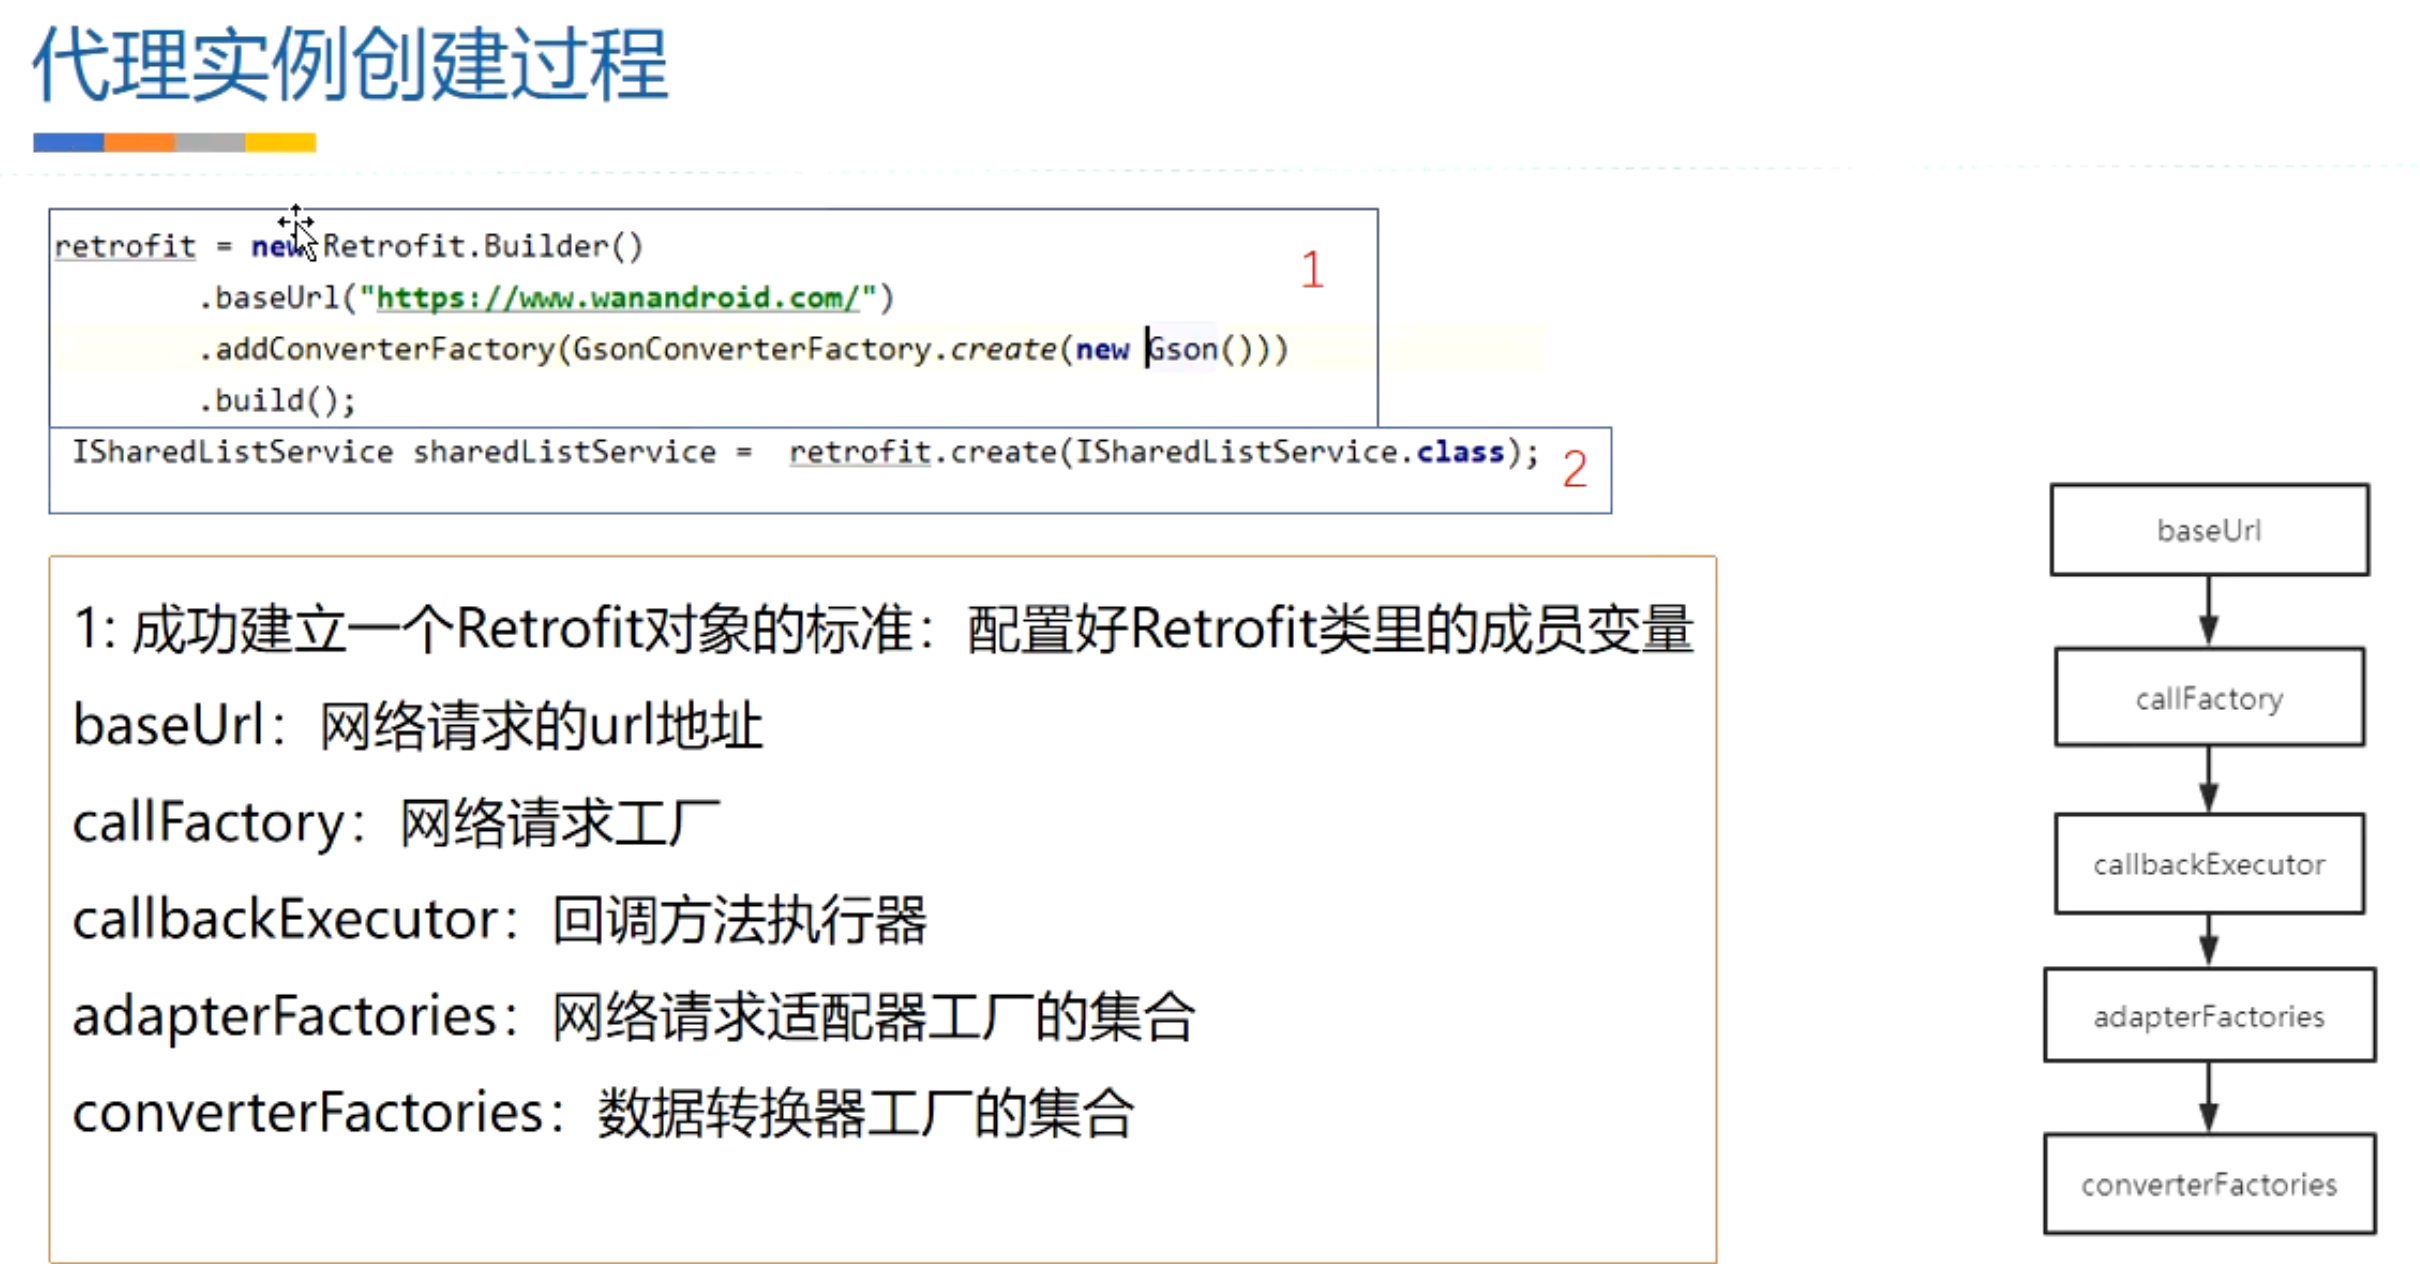 代理实例创建过程
retrofit = new Retrofit.Builder()
.baseUrl("https://www.wanandroid.com/")
.addConverterFactory(GsonConverterFactory.create(new Gson()))
.build();
1
ISharedListService sharedListService = retrofit.create(ISharedListService.class);
2
1: 成功建立一个Retrofit对象的标准：配置好Retrofit类里的成员变量
baseUrl：网络请求的url地址
callFactory：网络请求工厂
callbackExecutor：回调方法执行器
adapterFactories：网络请求适配器工厂的集合
converterFactories：数据转换器工厂的集合
baseUrl
callFactory
callbackExecutor
adapterFactories
converterFactories